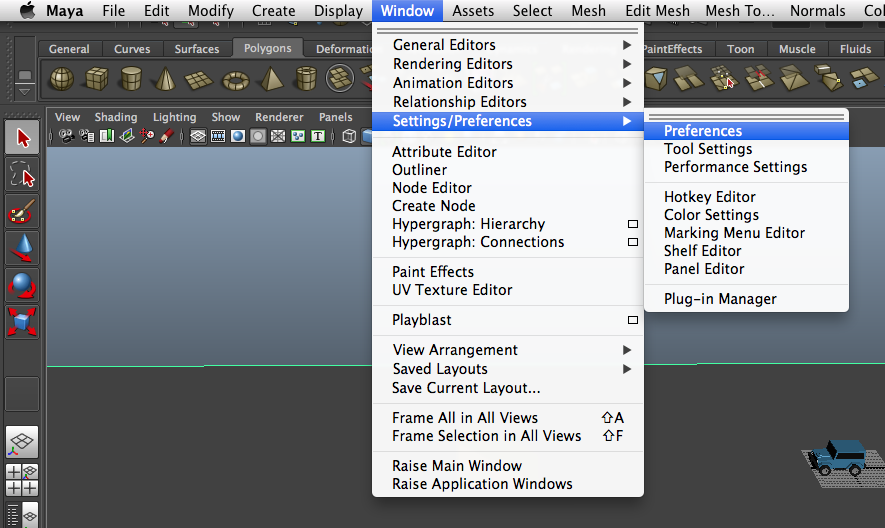 Maya File Edit Modify Create Display Window Assets Select Mesh Edit Mesh Mesh To... Normals
General Curves Surfaces Polygons PaintEffects Toon Muscle Fluids
View Shading Lighting Show Renderer Panels
General Editors
Rendering Editors
Animation Editors
Relationship Editors
Settings/Preferences
Attribute Editor
Outliner
Node Editor
Create Node
Hypergraph: Hierarchy
Hypergraph: Connections
Paint Effects
UV Texture Editor
Playblast
View Arrangement
Saved Layouts
Save Current Layout...
Frame All in All Views ⇧A
Frame Selection in All Views ⇧F
Raise Main Window
Raise Application Windows
Preferences
Tool Settings
Performance Settings
Hotkey Editor
Color Settings
Marking Menu Editor
Shelf Editor
Panel Editor
Plug-in Manager